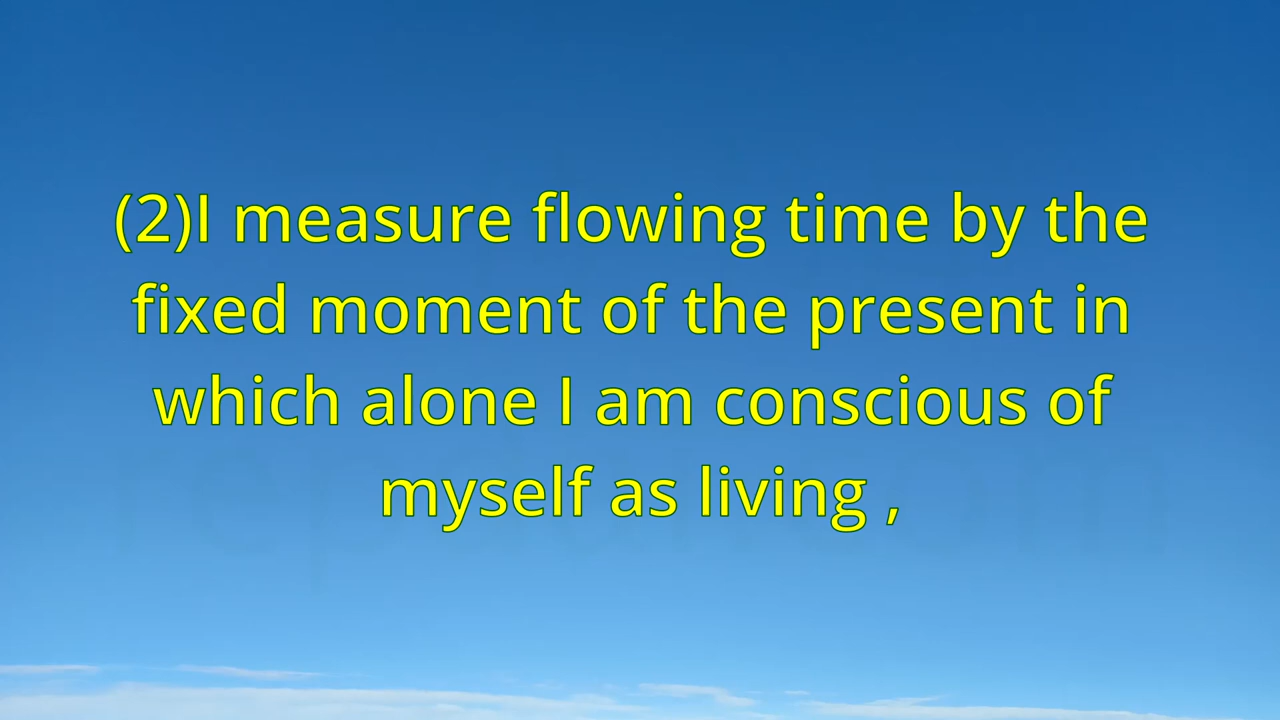 (2)I measure flowing time by the
fixed moment of the present in
which alone I am conscious of
myself as living ,